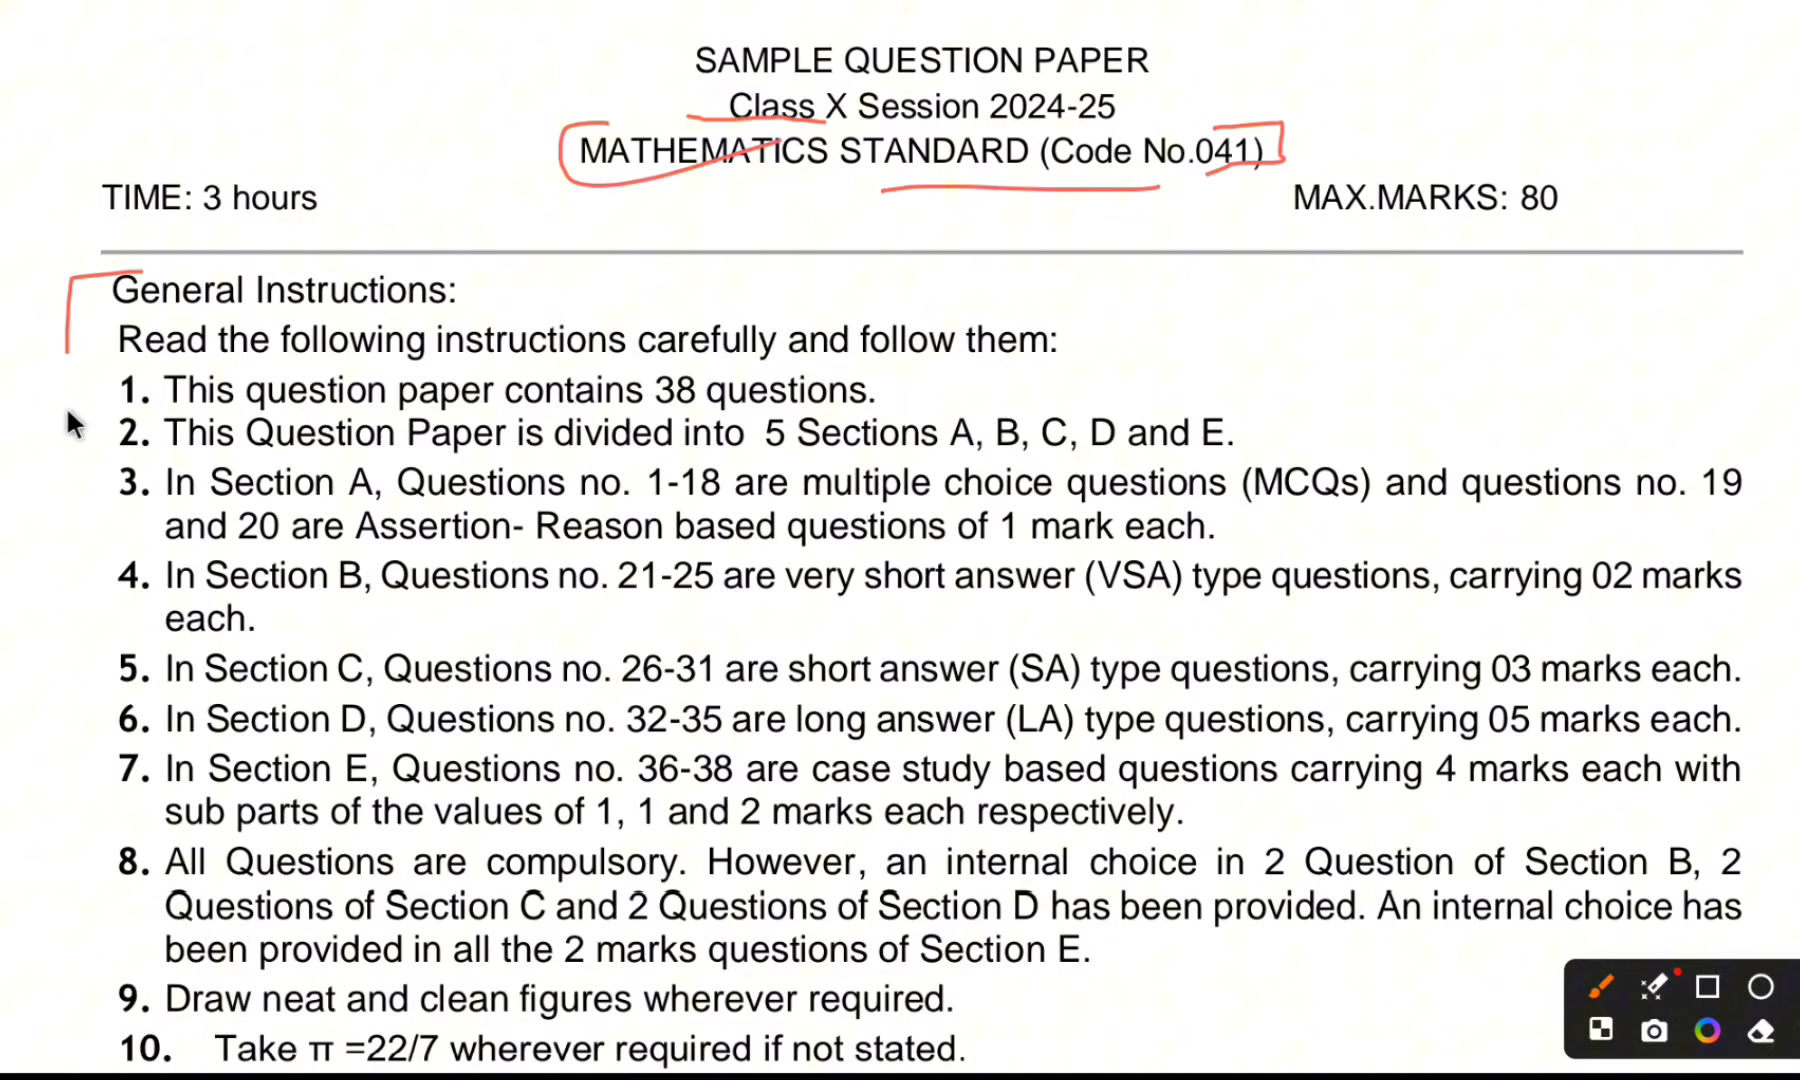 SAMPLE QUESTION PAPER
Class X Session 2024-25
MATHEMATICS STANDARD (Code No.041)
TIME: 3 hours MAX.MARKS: 80
General Instructions:
Read the following instructions carefully and follow them:
1. This question paper contains 38 questions.
2. This Question Paper is divided into 5 Sections A, B, C, D and E.
3. In Section A, Questions no. 1-18 are multiple choice questions (MCQs) and questions no. 19
and 20 are Assertion- Reason based questions of 1 mark each.
4. In Section B, Questions no. 21-25 are very short answer (VSA) type questions, carrying 02 marks
each.
5. In Section C, Questions no. 26-31 are short answer (SA) type questions, carrying 03 marks each.
6. In Section D, Questions no. 32-35 are long answer (LA) type questions, carrying 05 marks each.
7. In Section E, Questions no. 36-38 are case study based questions carrying 4 marks each with
sub parts of the values of 1, 1 and 2 marks each respectively.
8. All Questions are compulsory. However, an internal choice in 2 Question of Section B, 2
Questions of Section C and 2 Questions of Section D has been provided. An internal choice has
been provided in all the 2 marks questions of Section E.
9. Draw neat and clean figures wherever required.
10. Take π =22/7 wherever required if not stated.